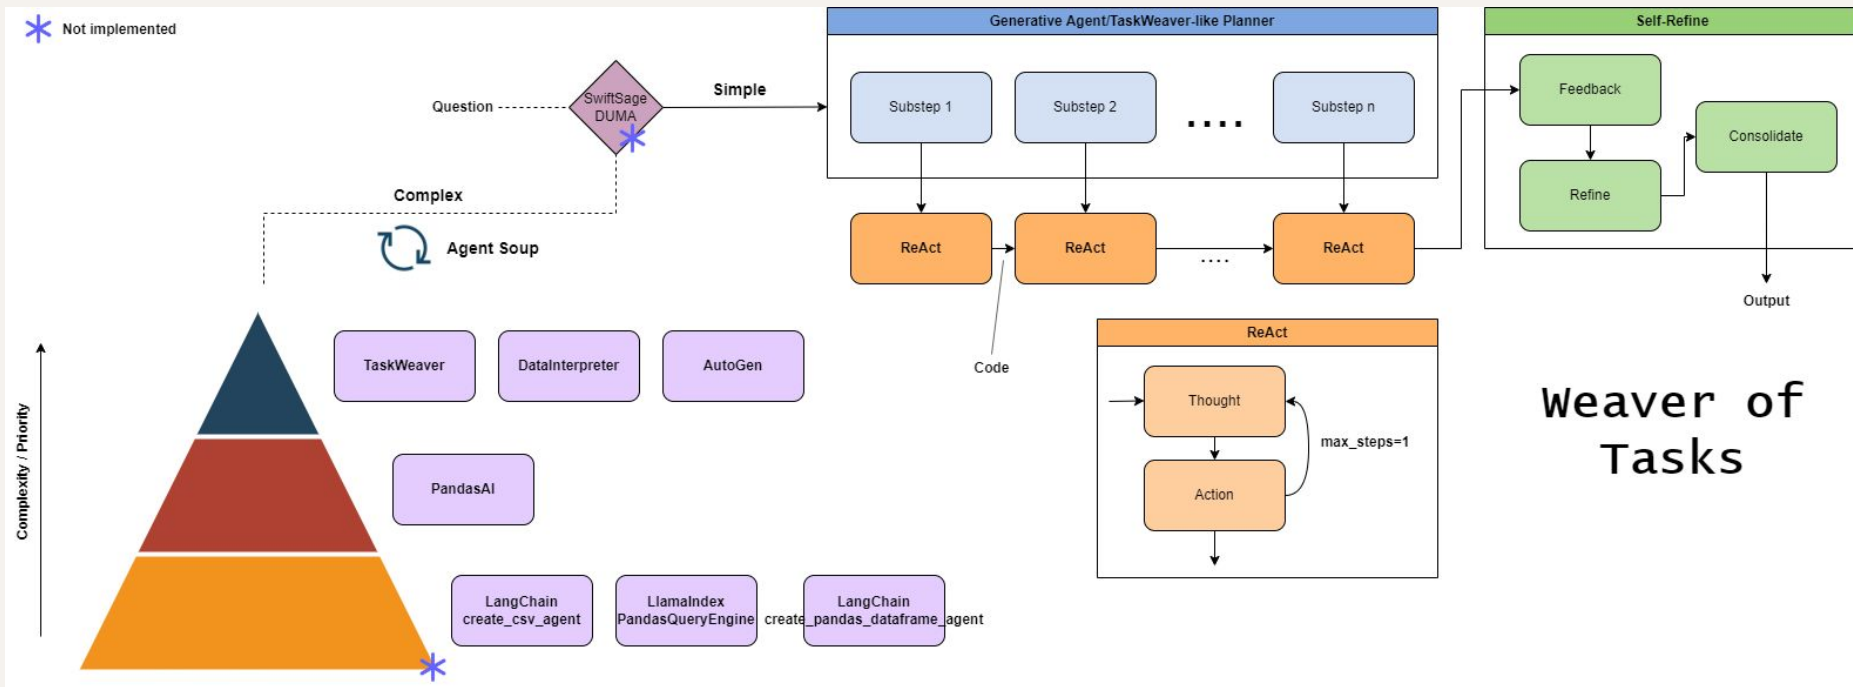 Not implemented
Question
SwiftSage
DUMA
Simple
Complex
Agent Soup
Generative Agent/TaskWeaver-like Planner
Substep 1
Substep 2
....
Substep n
ReAct
ReAct
....
ReAct
Code
Self-Refine
Feedback
Refine
Consolidate
Output
ReAct
Thought
Action
max_steps=1
Weaver of
Tasks
Complexity / Priority
TaskWeaver
DataInterpreter
AutoGen
PandasAI
LangChain
create_csv_agent
LlamaIndex
PandasQueryEngine
LangChain
create_pandas_dataframe_agent